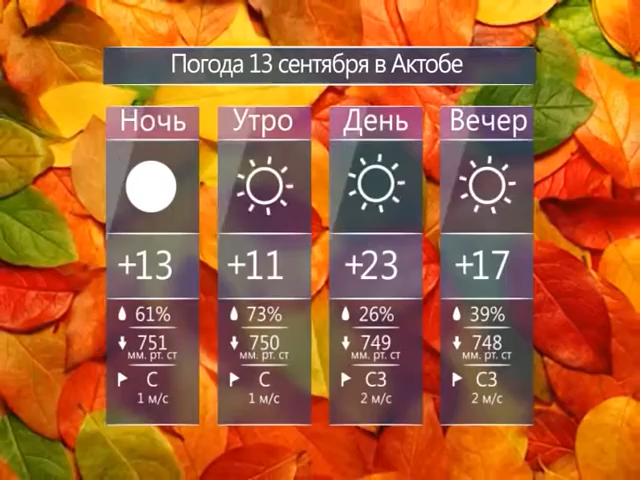 Погода 13 сентября в Актобе
Ночь
+13
61%
751
мм. рт. ст
С
1 м/с
Утро
+11
73%
750
мм. рт. ст
С
1 м/с
День
+23
26%
749
мм. рт. ст
СЗ
2 м/с
Вечер
+17
39%
748
мм. рт. ст
СЗ
2 м/с